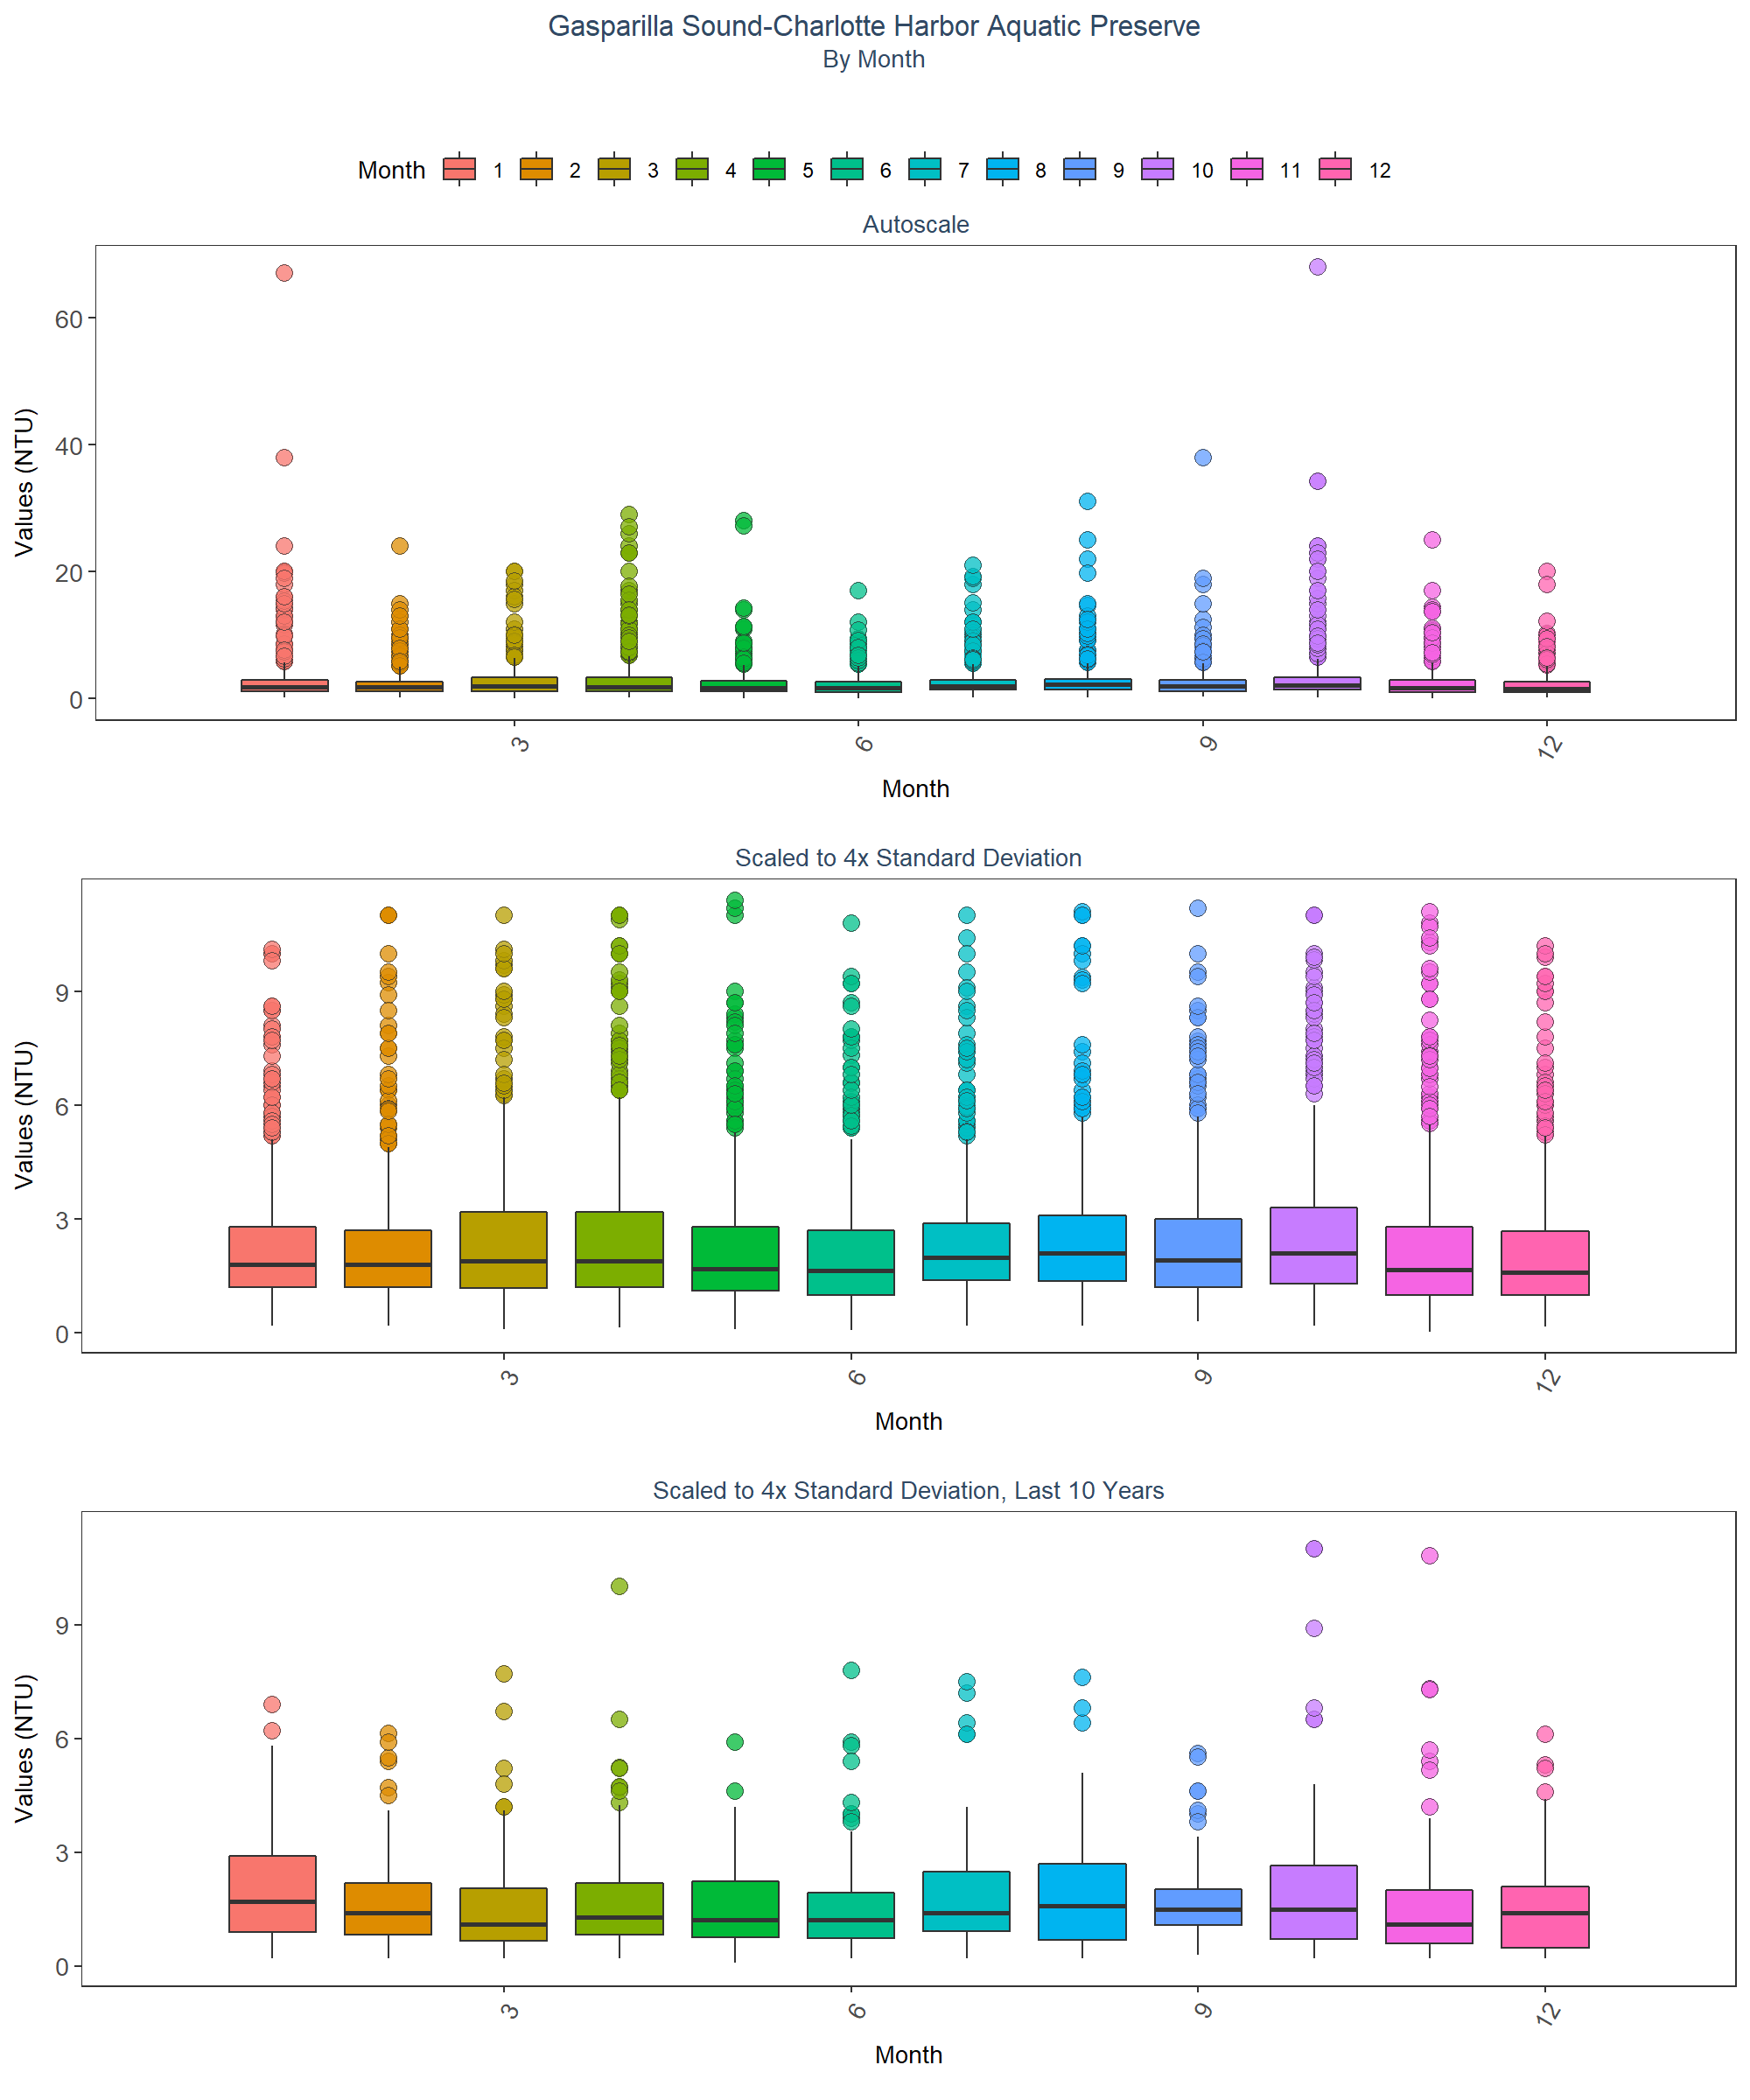 Gasparilla Sound-Charlotte Harbor Aquatic Preserve
By Month
Month 1 2 3 4 5 6 7 8 9 10 11 12
Autoscale
Values (NTU)
60
40
20
0
3 6 9 12
Month
Scaled to 4x Standard Deviation
Values (NTU)
9
6
3
0
3 6 9 12
Month
Scaled to 4x Standard Deviation, Last 10 Years
Values (NTU)
9
6
3
0
3 6 9 12
Month